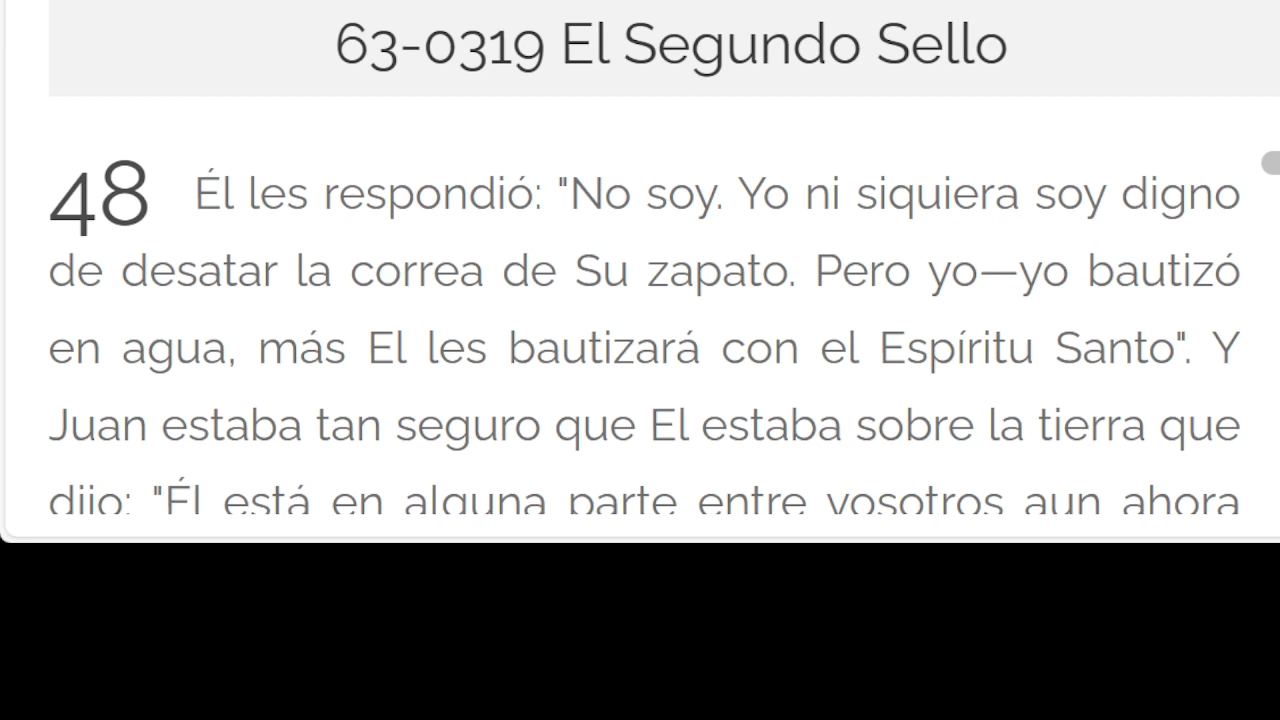 63-0319 El Segundo Sello
48 Él les respondió: "No soy. Yo ni siquiera soy digno
de desatar la correa de Su zapato. Pero yo—yo bautizó
en agua, más El les bautizará con el Espíritu Santo". Y
Juan estaba tan seguro que El estaba sobre la tierra que
dijo: "Él está en alguna parte entre vosotros aun ahora